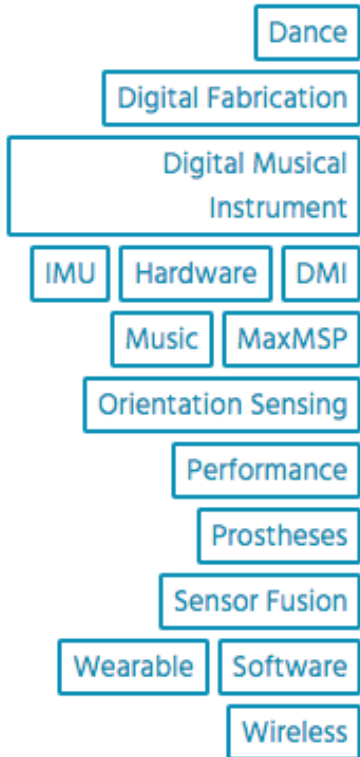 Dance
Digital Fabrication
Digital Musical
Instrument
IMU Hardware DMI
Music MaxMSP
Orientation Sensing
Performance
Prostheses
Sensor Fusion
Wearable Software
Wireless